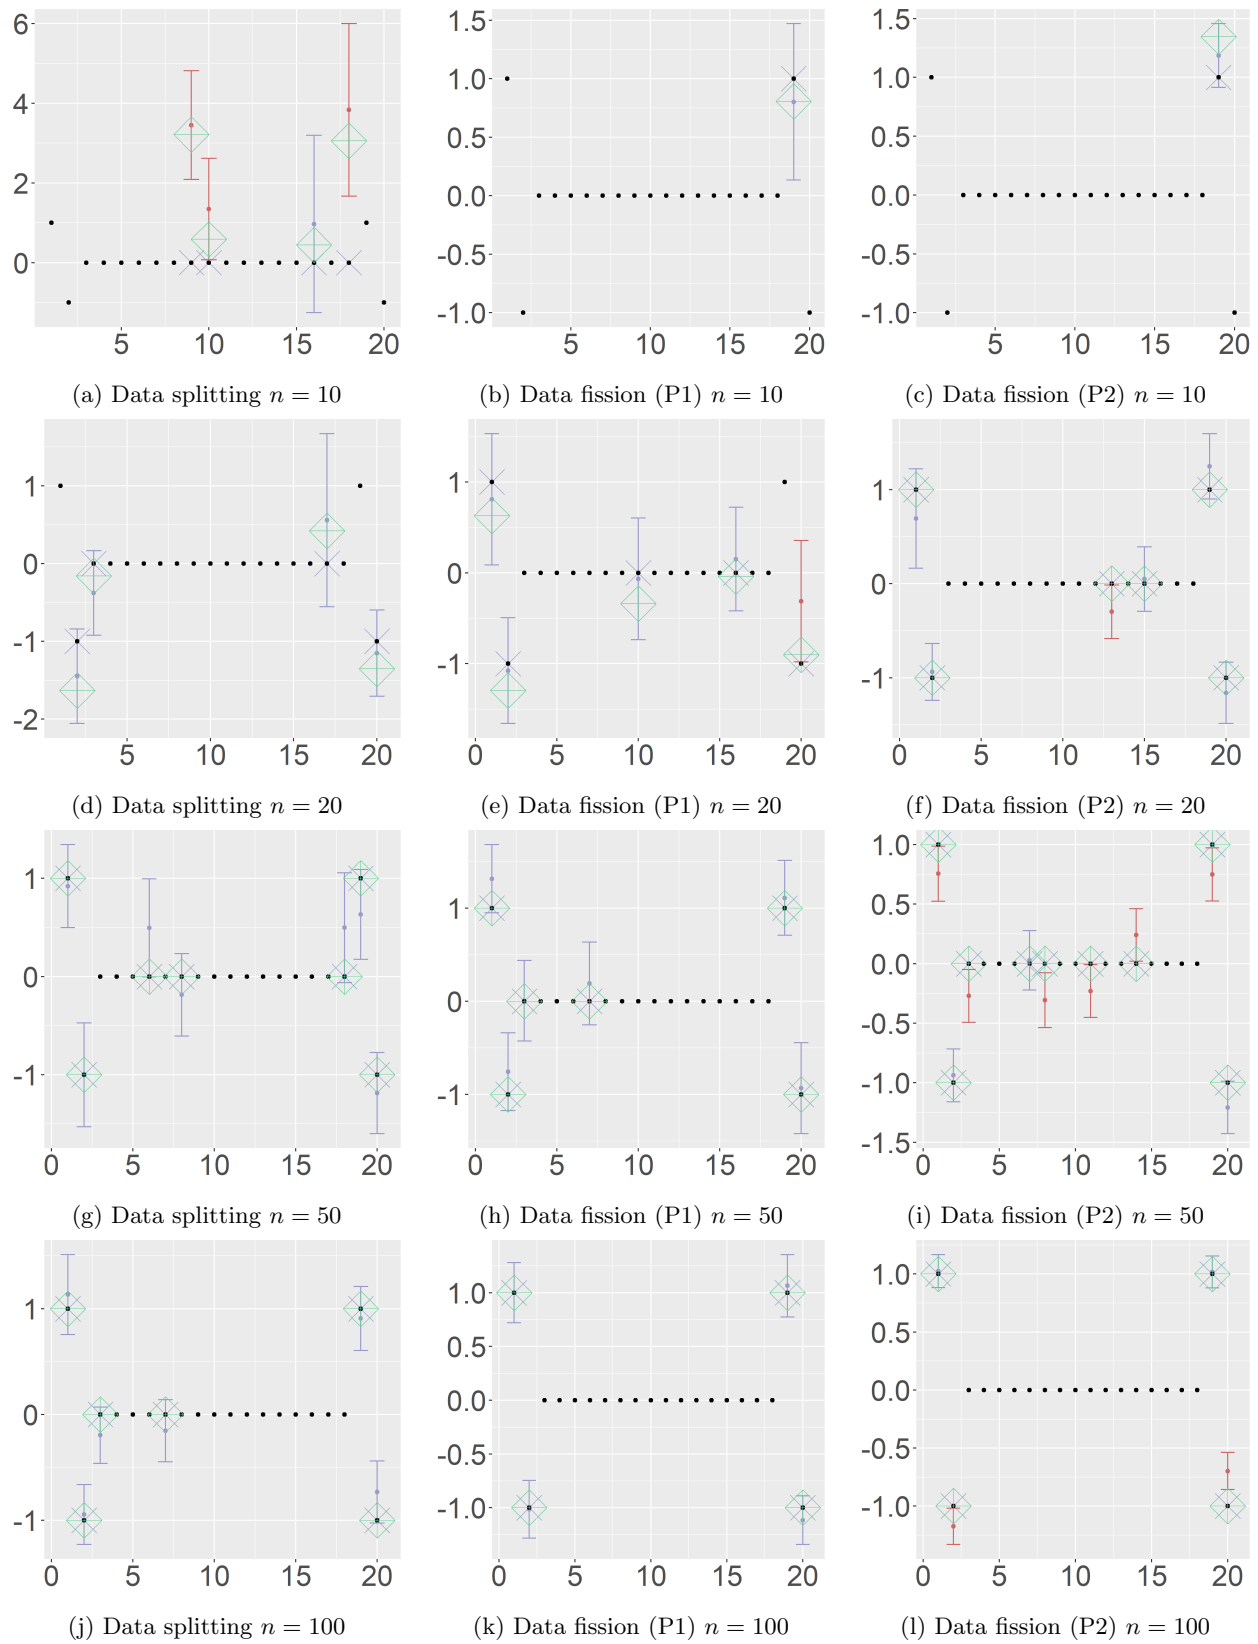 6
4
2
0
5 10 15 20
(a) Data splitting n = 10
1.5
1.0
0.5
0.0
-0.5
-1.0
5 10 15 20
(b) Data fission (P1) n = 10
1.5
1.0
0.5
0.0
-0.5
-1.0
5 10 15 20
(c) Data fission (P2) n = 10
1
0
-1
-2
5 10 15 20
(d) Data splitting n = 20
1
0
-1
0 5 10 15 20
(e) Data fission (P1) n = 20
1
0
-1
0 5 10 15 20
(f) Data fission (P2) n = 20
1
0
-1
0 5 10 15 20
(g) Data splitting n = 50
1
0
-1
0 5 10 15 20
(h) Data fission (P1) n = 50
1.0
0.5
0.0
-0.5
-1.0
-1.5
0 5 10 15 20
(i) Data fission (P2) n = 50
1
0
-1
0 5 10 15 20
(j) Data splitting n = 100
1.0
0.5
0.0
-0.5
-1.0
0 5 10 15 20
(k) Data fission (P1) n = 100
1.0
0.5
0.0
-0.5
-1.0
0 5 10 15 20
(l) Data fission (P2) n = 100